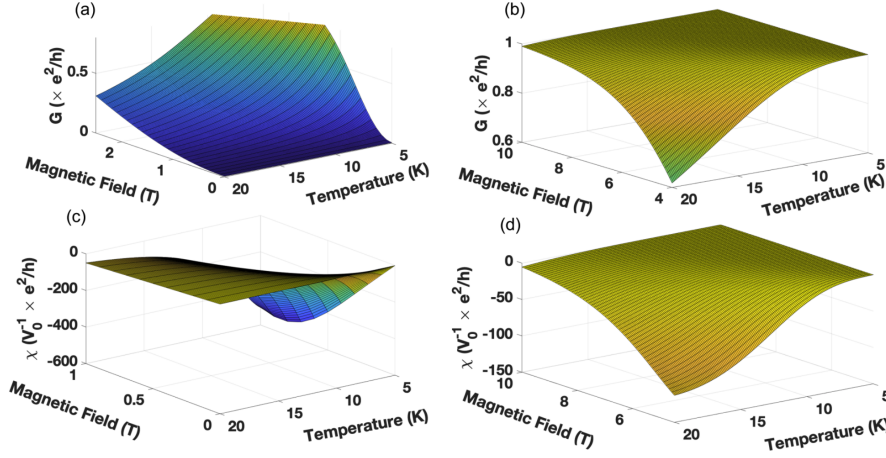 (a)
G (× e²/h)
0.5
0
2
1
0
Magnetic Field (T)
20
15
10
5
Temperature (K)
(b)
G (× e²/h)
1
0.8
0.6
10
8
6
4
Magnetic Field (T)
20
15
10
5
Temperature (K)
(c)
χ (V₀⁻¹ × e²/h)
0
-200
-400
-600
1
0.5
0
Magnetic Field (T)
20
15
10
5
Temperature (K)
(d)
χ (V₀⁻¹ × e²/h)
0
-50
-100
-150
10
8
6
Magnetic Field (T)
20
15
10
5
Temperature (K)